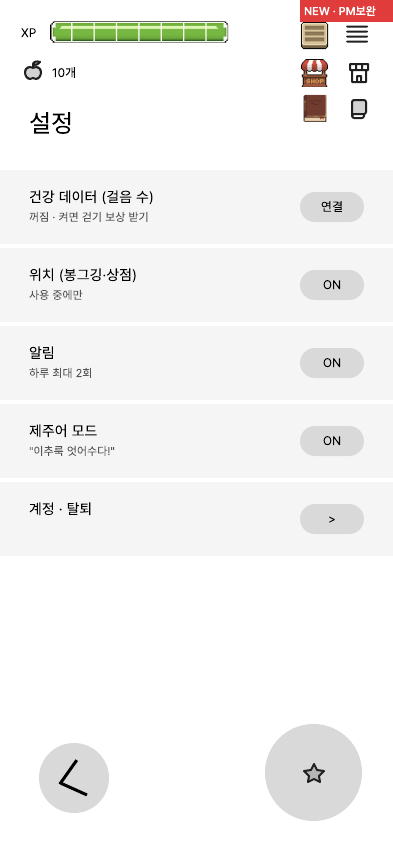 NEW · PM보완
XP
10개
SHOP
설정
건강 데이터 (걸음 수)
꺼짐 · 켜면 걷기 보상 받기
연결
위치 (봉그깅·상점)
사용 중에만
ON
알림
하루 최대 2회
ON
제주어 모드
"이추룩 엇어수다!"
ON
계정 · 탈퇴
>